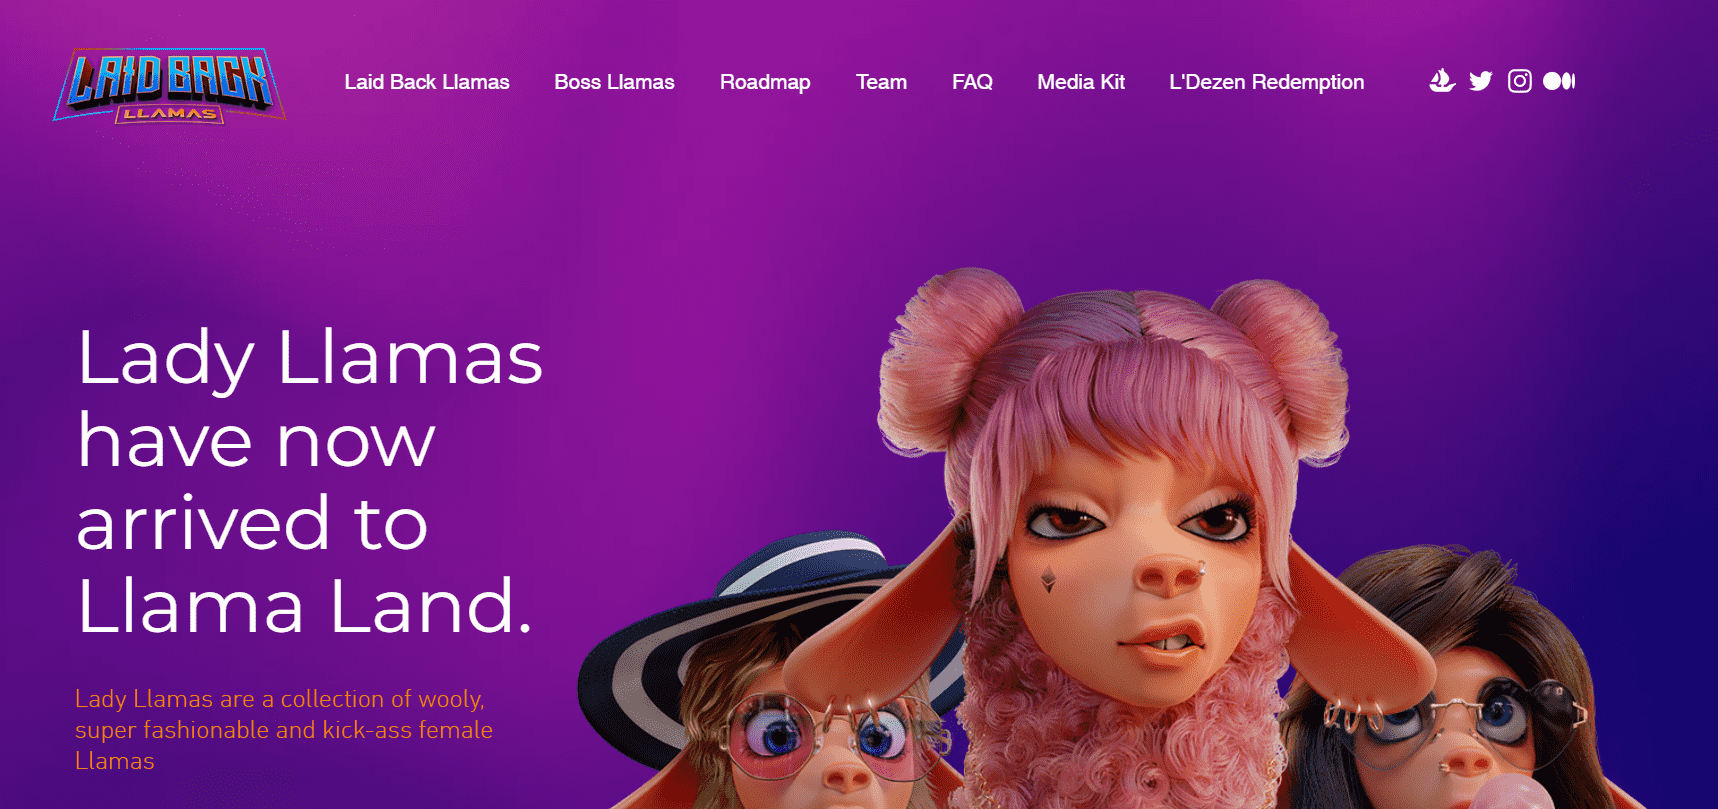 LAID BACK
LLAMAS
Laid Back Llamas Boss Llamas Roadmap Team FAQ Media Kit L'Dezen Redemption
Lady Llamas
have now
arrived to
Llama Land.
Lady Llamas are a collection of wooly,
super fashionable and kick-ass female
Llamas